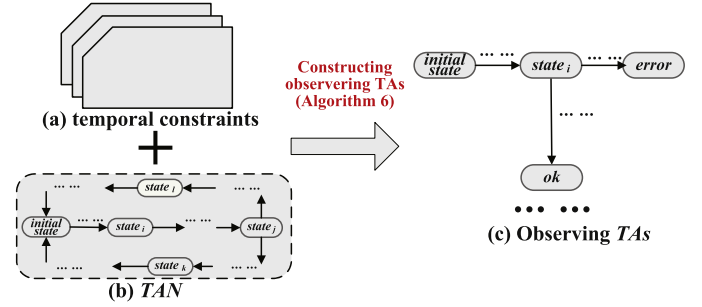 (a) temporal constraints
Constructing
observering TAs
(Algorithm 6)
... ...
state l
... ...
initial
state
... ...
state i
... ...
state j
... ...
state k
... ...
(b) TAN
initial
state
... ...
state i
... ...
error
... ...
ok
... ...
(c) Observing TAs